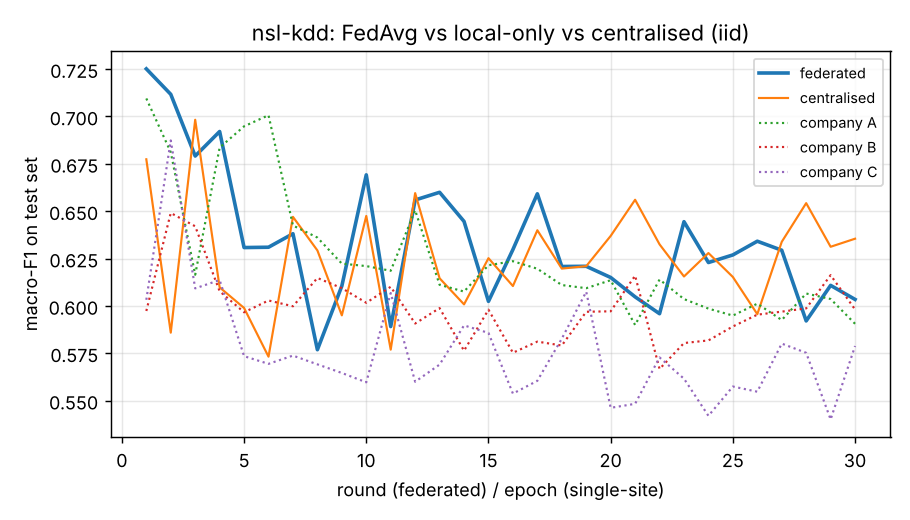 nsl-kdd: FedAvg vs local-only vs centralised (iid)
federated
centralised
company A
company B
company C
macro-F1 on test set
0.725
0.700
0.675
0.650
0.625
0.600
0.575
0.550
0 5 10 15 20 25 30
round (federated) / epoch (single-site)